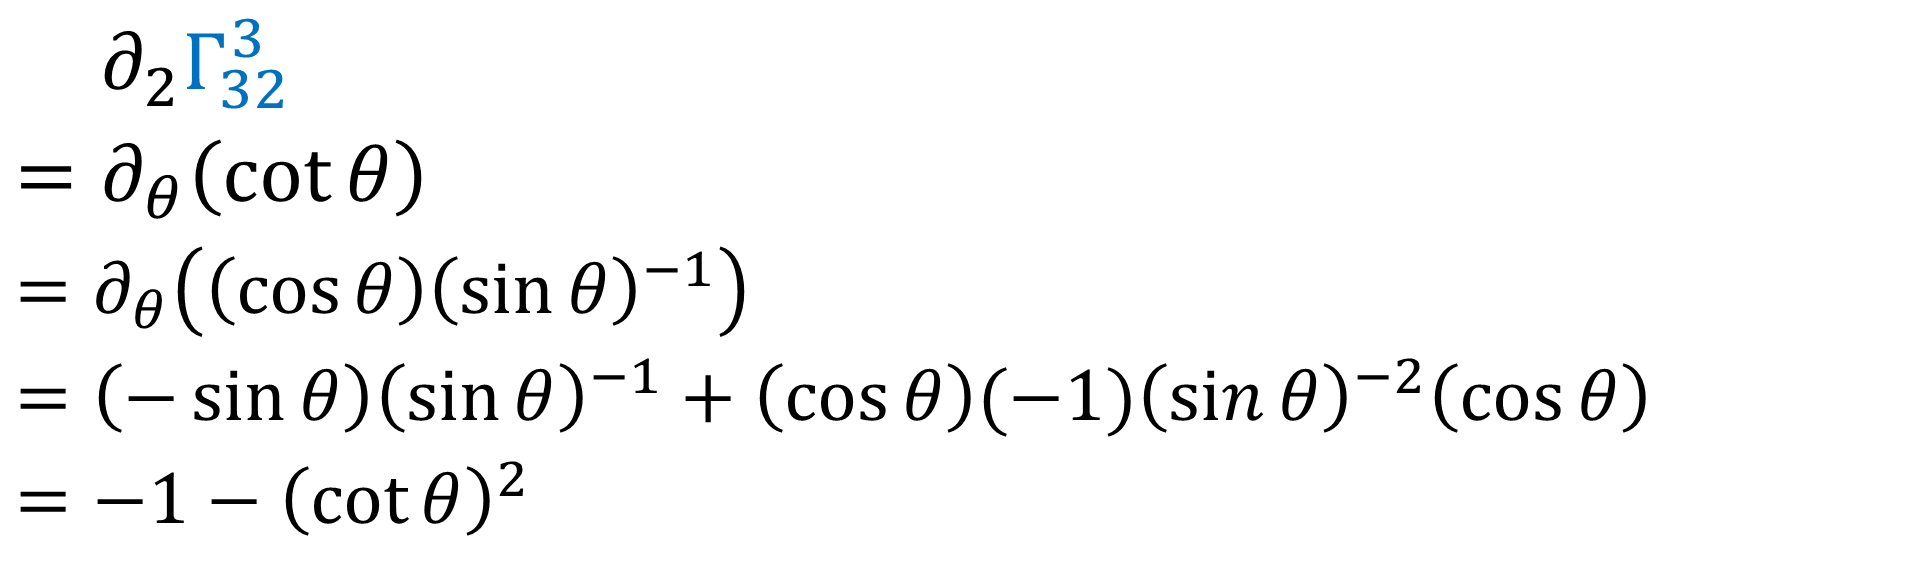 ∂₂Γ³₃₂
= ∂_θ(cot θ)
= ∂_θ((cos θ)(sin θ)⁻¹)
= (− sin θ)(sin θ)⁻¹ + (cos θ)(−1)(sin θ)⁻²(cos θ)
= −1 − (cot θ)²